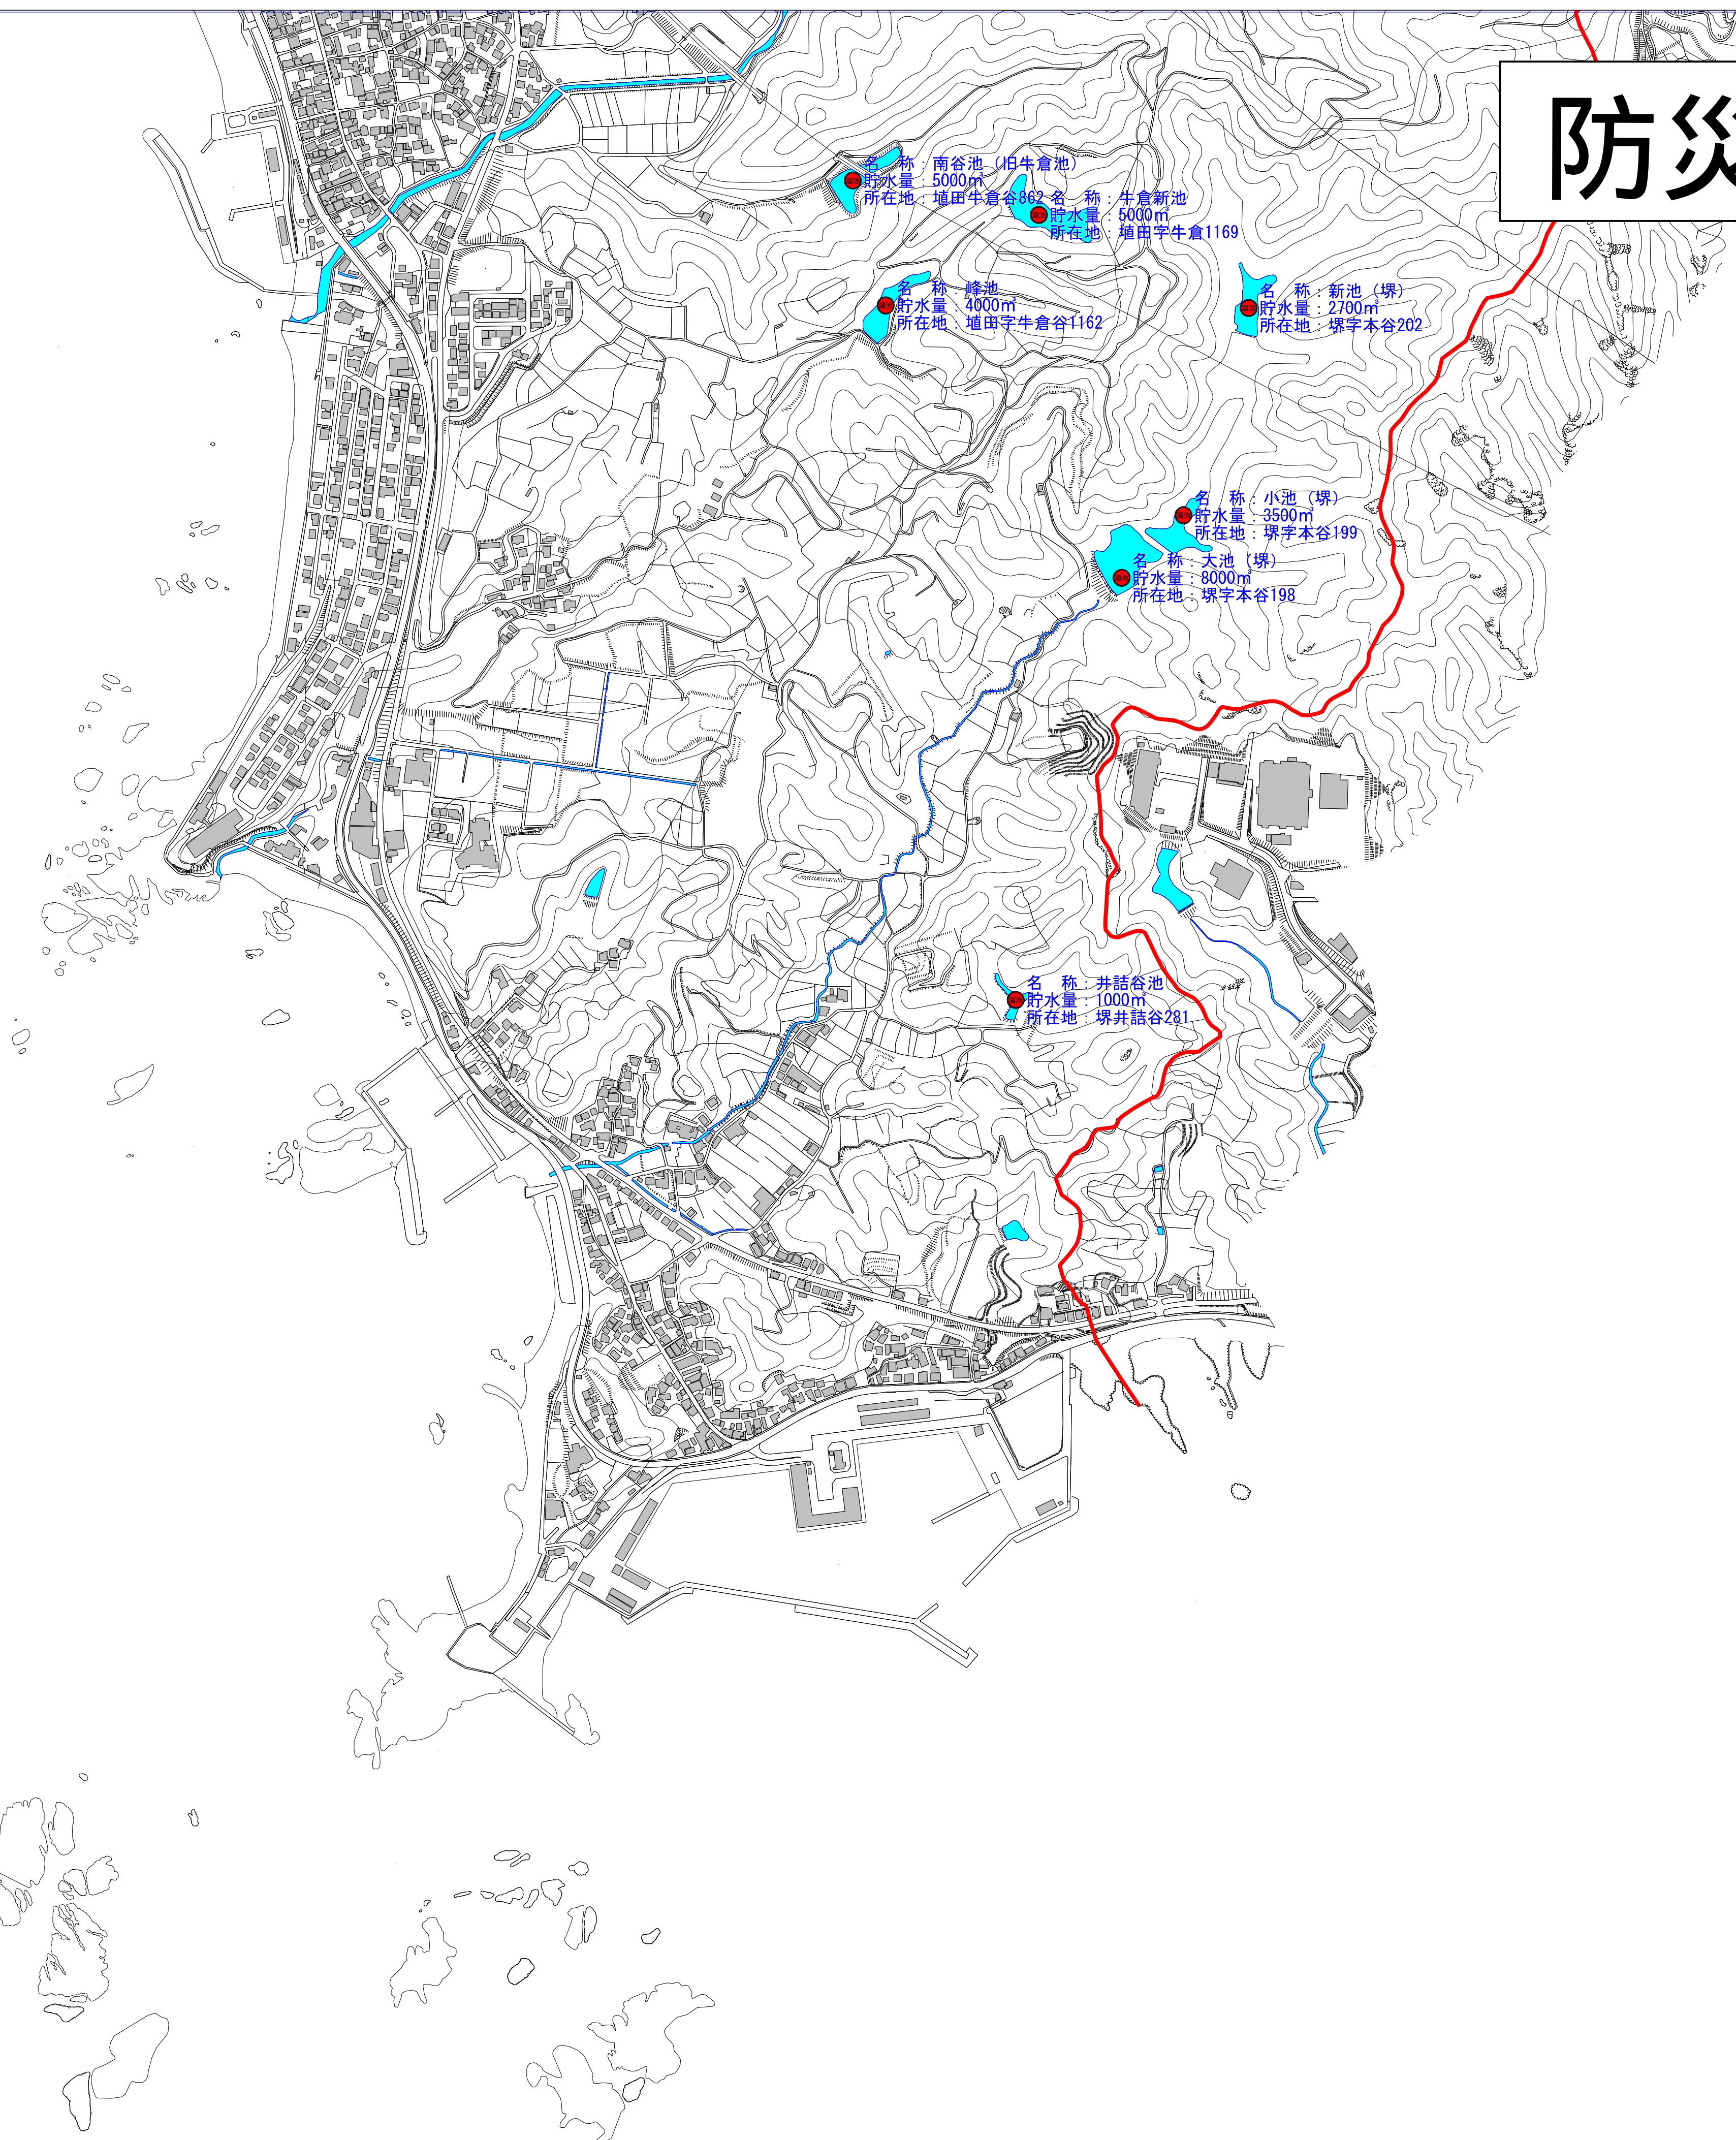 防災
名　称：南谷池（旧牛倉池）
貯水量：5000㎥
所在地：埴田牛倉谷862
名　称：牛倉新池
貯水量：5000㎥
所在地：埴田字牛倉1169
名　称：峰池
貯水量：4000㎥
所在地：埴田字牛倉谷1162
名　称：新池（堺）
貯水量：2700㎥
所在地：堺字本谷202
名　称：小池（堺）
貯水量：3500㎥
所在地：堺字本谷199
名　称：大池（堺）
貯水量：8000㎥
所在地：堺字本谷198
名　称：井詰谷池
貯水量：1000㎥
所在地：堺井詰谷281